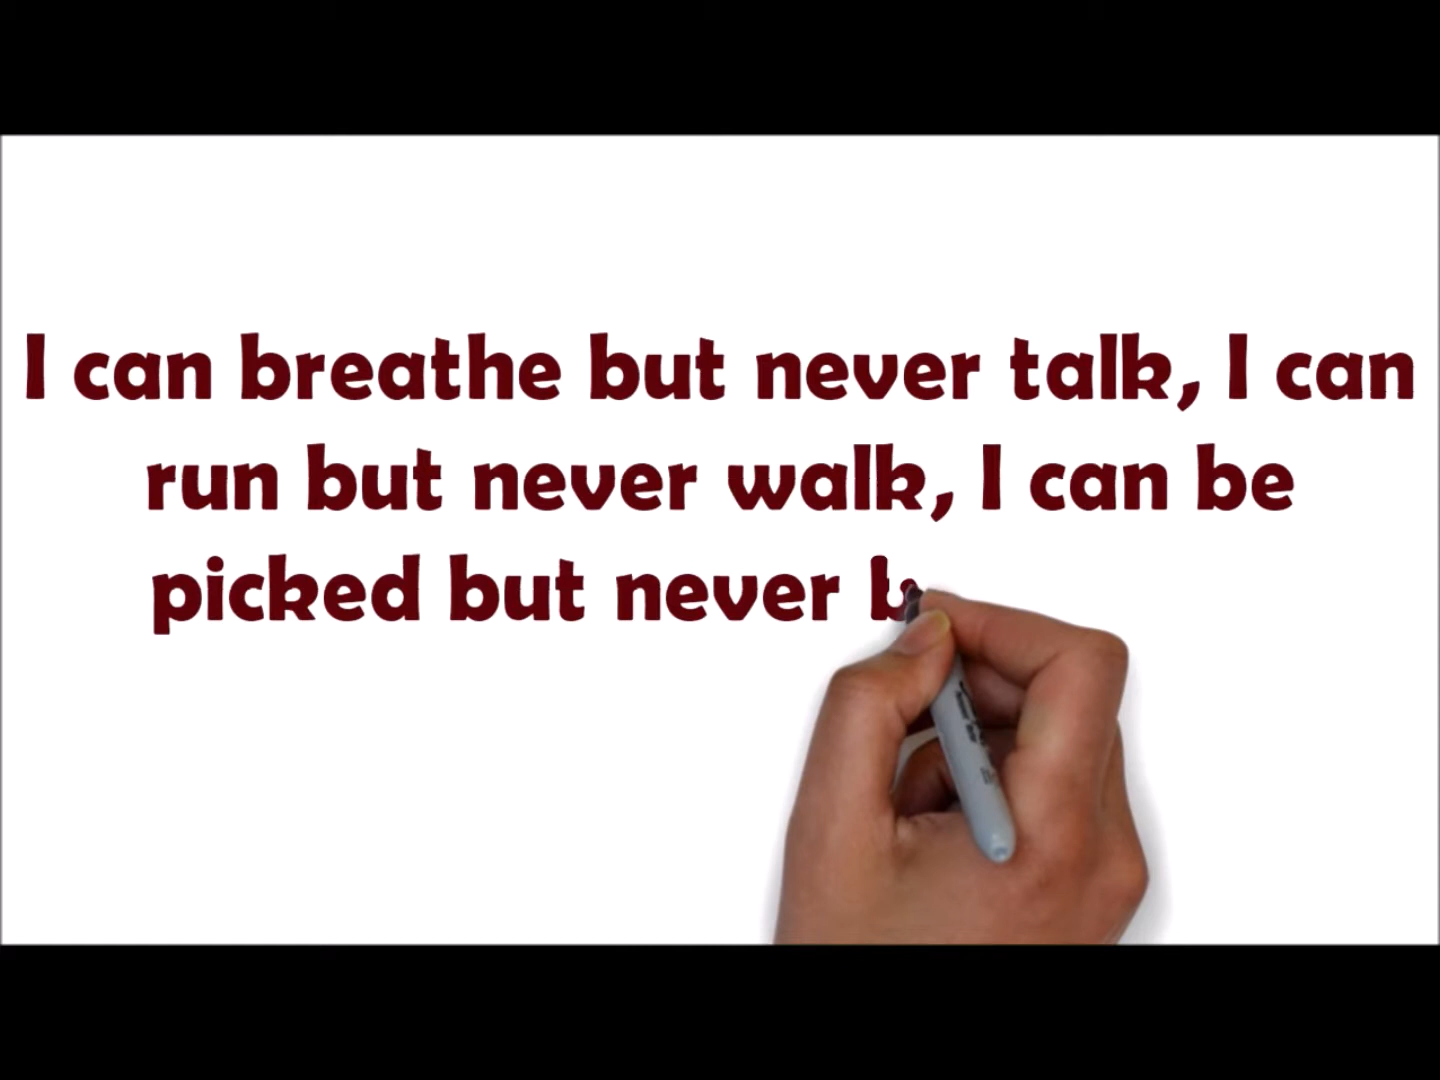 I can breathe but never talk, I can
run but never walk, I can be
picked but never